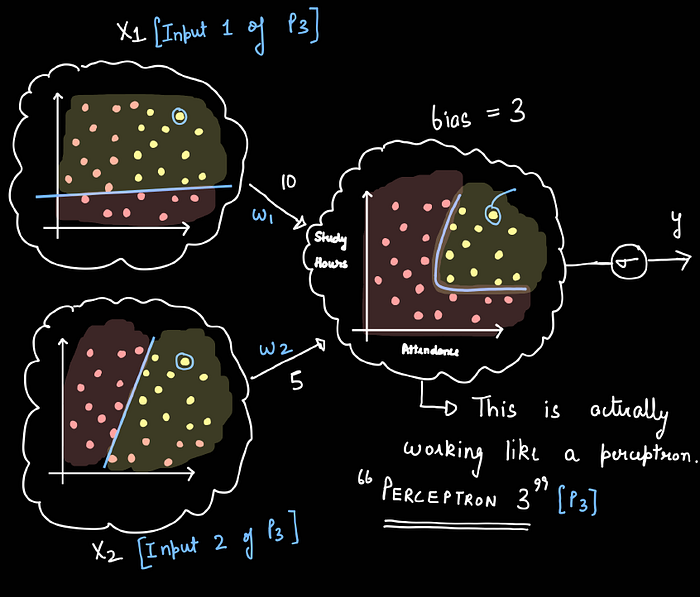 X1 [Input 1 of P3]
bias = 3
10
w1
Study
Hours
y
σ
Attendance
w2
5
This is actually
working like a perceptron.
"PERCEPTRON 3" [P3]
X2 [Input 2 of P3]